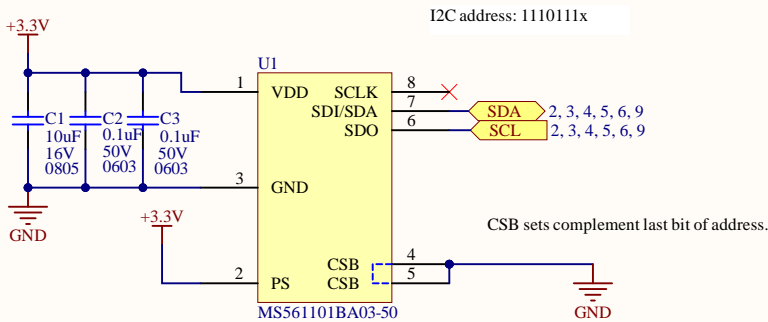 I2C address: 1110111x
+3.3V
U1
1 VDD SCLK 8
SDI/SDA 7 SDA 2, 3, 4, 5, 6, 9
SDO 6 SCL 2, 3, 4, 5, 6, 9
C1 10uF 16V 0805
C2 0.1uF 50V 0603
C3 0.1uF 50V 0603
3 GND
GND
+3.3V
CSB sets complement last bit of address.
CSB 4
2 PS CSB 5
GND
MS561101BA03-50